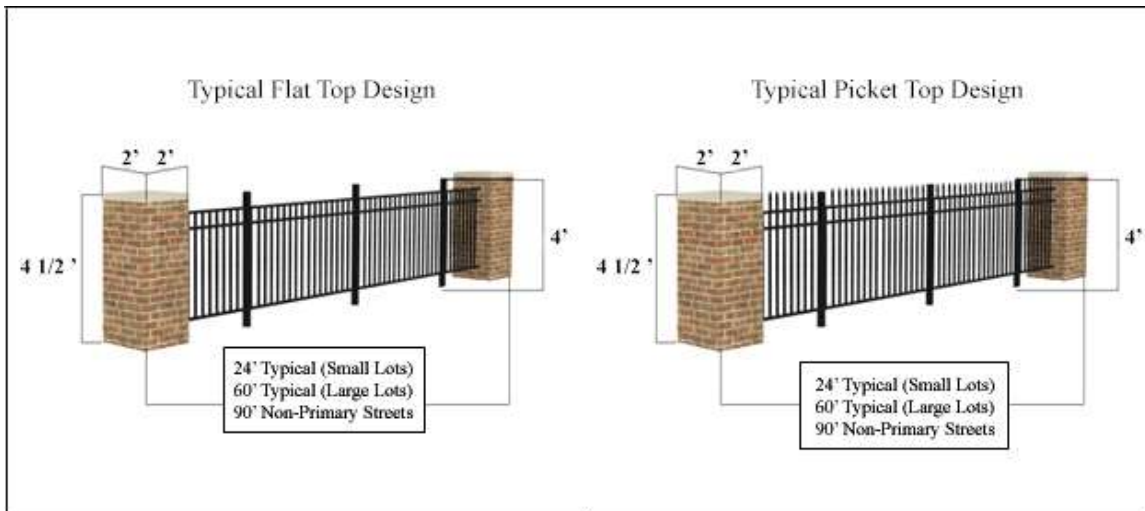 Typical Flat Top Design
2’ 2’
4 1/2 ’
4’
24’ Typical (Small Lots)
60’ Typical (Large Lots)
90’ Non-Primary Streets
Typical Picket Top Design
2’ 2’
4 1/2 ’
4’
24’ Typical (Small Lots)
60’ Typical (Large Lots)
90’ Non-Primary Streets